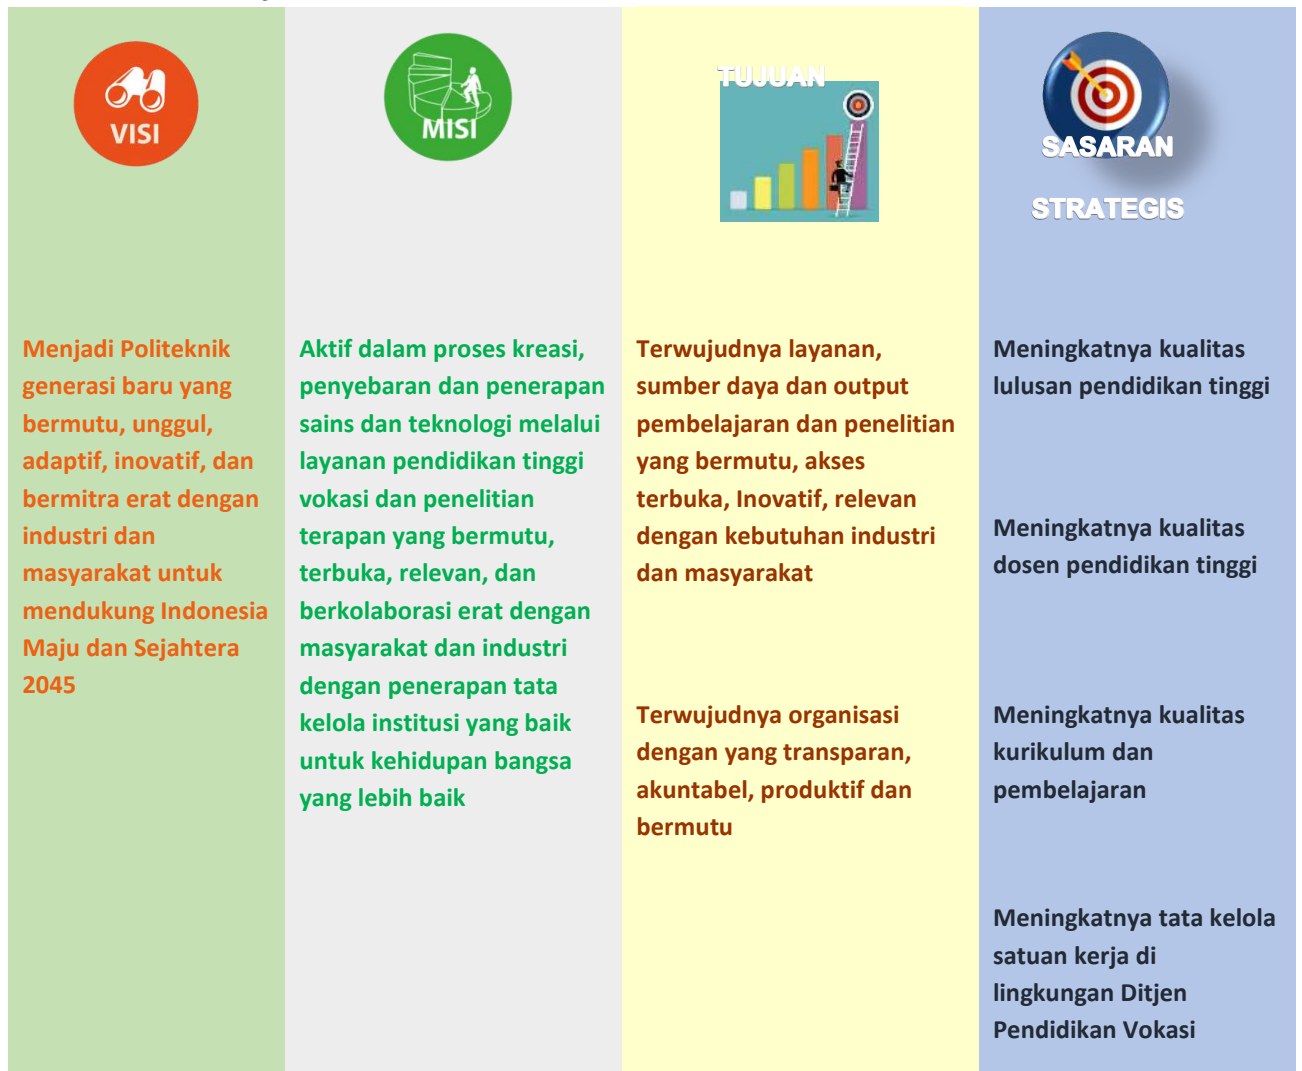 VISI
Menjadi Politeknik
generasi baru yang
bermutu, unggul,
adaptif, inovatif, dan
bermitra erat dengan
industri dan
masyarakat untuk
mendukung Indonesia
Maju dan Sejahtera
2045
MISI
Aktif dalam proses kreasi,
penyebaran dan penerapan
sains dan teknologi melalui
layanan pendidikan tinggi
vokasi dan penelitian
terapan yang bermutu,
terbuka, relevan, dan
berkolaborasi erat dengan
masyarakat dan industri
dengan penerapan tata
kelola institusi yang baik
untuk kehidupan bangsa
yang lebih baik
TUJUAN
Terwujudnya layanan,
sumber daya dan output
pembelajaran dan penelitian
yang bermutu, akses
terbuka, Inovatif, relevan
dengan kebutuhan industri
dan masyarakat
Terwujudnya organisasi
dengan yang transparan,
akuntabel, produktif dan
bermutu
SASARAN
STRATEGIS
Meningkatnya kualitas
lulusan pendidikan tinggi
Meningkatnya kualitas
dosen pendidikan tinggi
Meningkatnya kualitas
kurikulum dan
pembelajaran
Meningkatnya tata kelola
satuan kerja di
lingkungan Ditjen
Pendidikan Vokasi